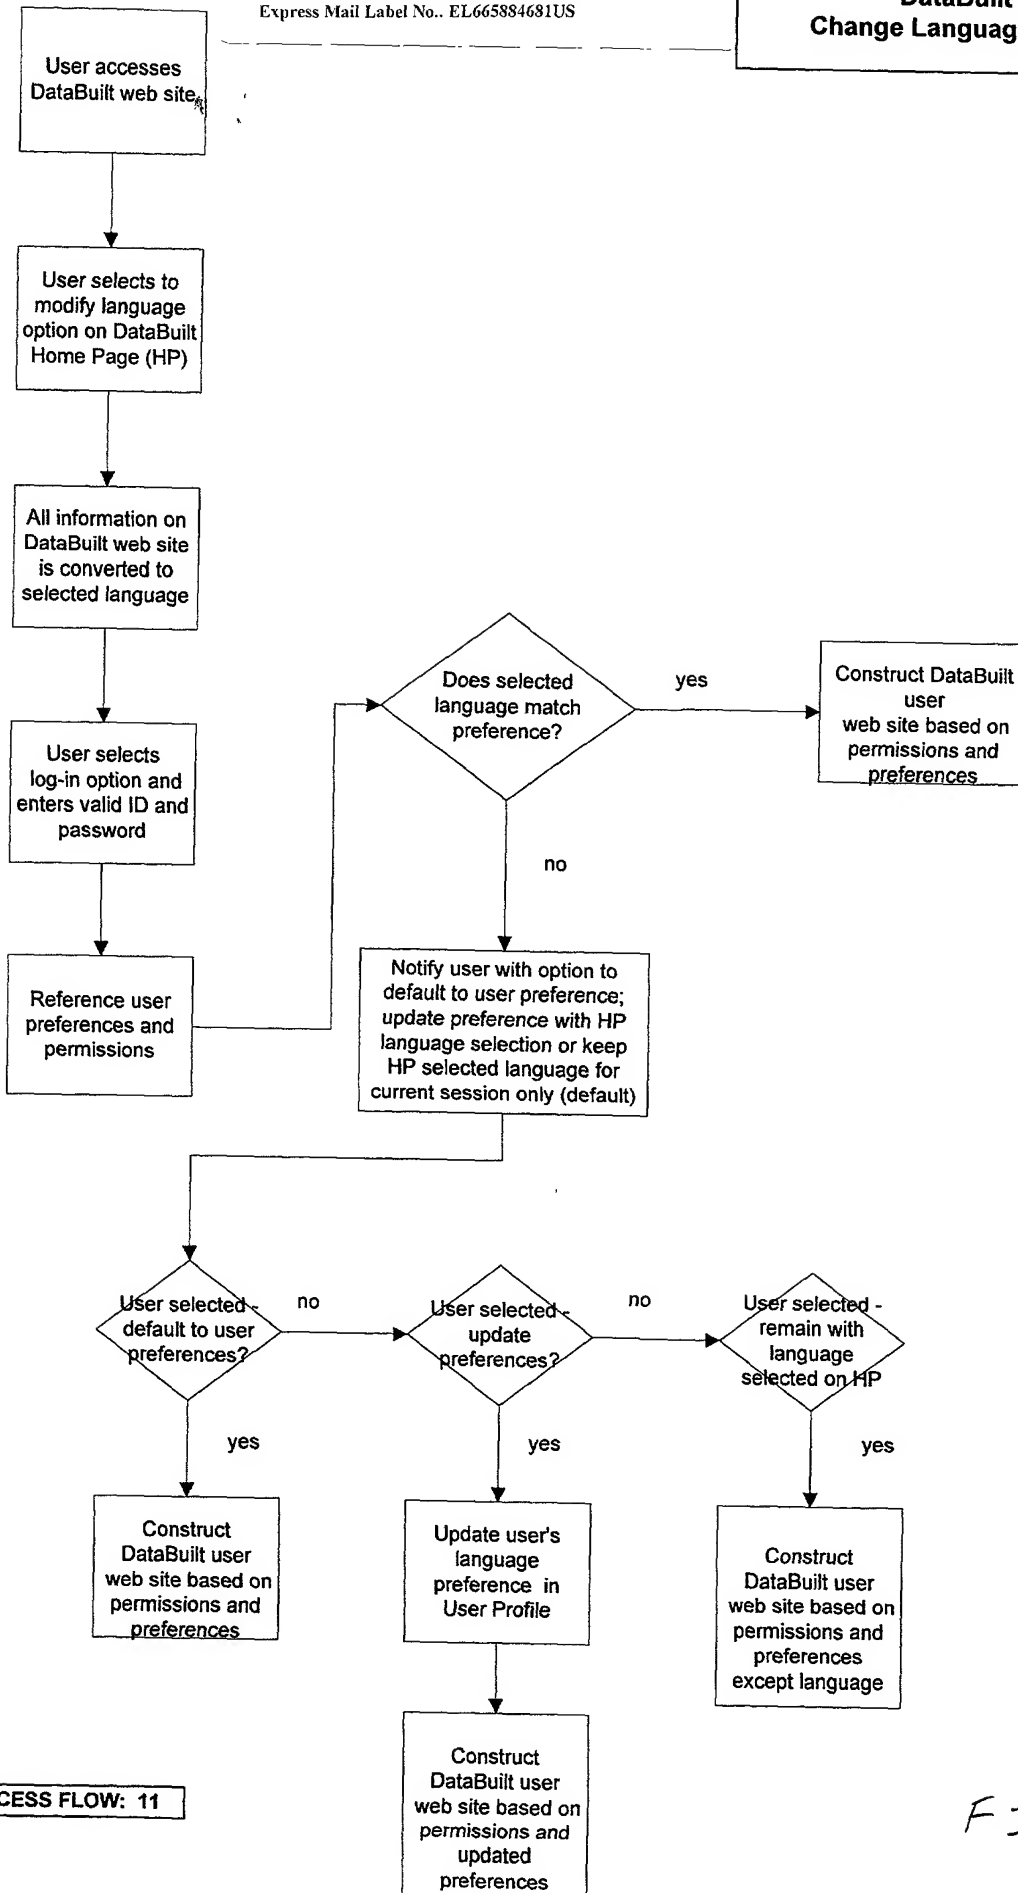 Express Mail Label No.. EL665884681US
DataBuilt
Change Languag
User accesses
DataBuilt web site
User selects to
modify language
option on DataBuilt
Home Page (HP)
All information on
DataBuilt web site
is converted to
selected language
User selects
log-in option and
enters valid ID and
password
Reference user
preferences and
permissions
Does selected
language match
preference?
yes
Construct DataBuilt
user
web site based on
permissions and
preferences
no
Notify user with option to
default to user preference;
update preference with HP
language selection or keep
HP selected language for
current session only (default)
User selected -
default to user
preferences?
no
User selected -
update
preferences?
no
User selected -
remain with
language
selected on HP
yes
yes
yes
Construct
DataBuilt user
web site based on
permissions and
preferences
Update user's
language
preference in
User Profile
Construct
DataBuilt user
web site based on
permissions and
preferences
except language
Construct
DataBuilt user
web site based on
permissions and
updated
preferences
CESS FLOW: 11